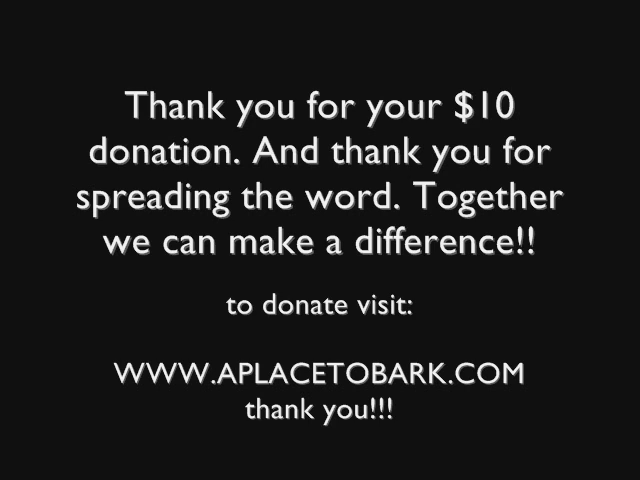 Thank you for your $10
donation. And thank you for
spreading the word. Together
we can make a difference!!
to donate visit:
WWW.APLACETOBARK.COM
thank you!!!